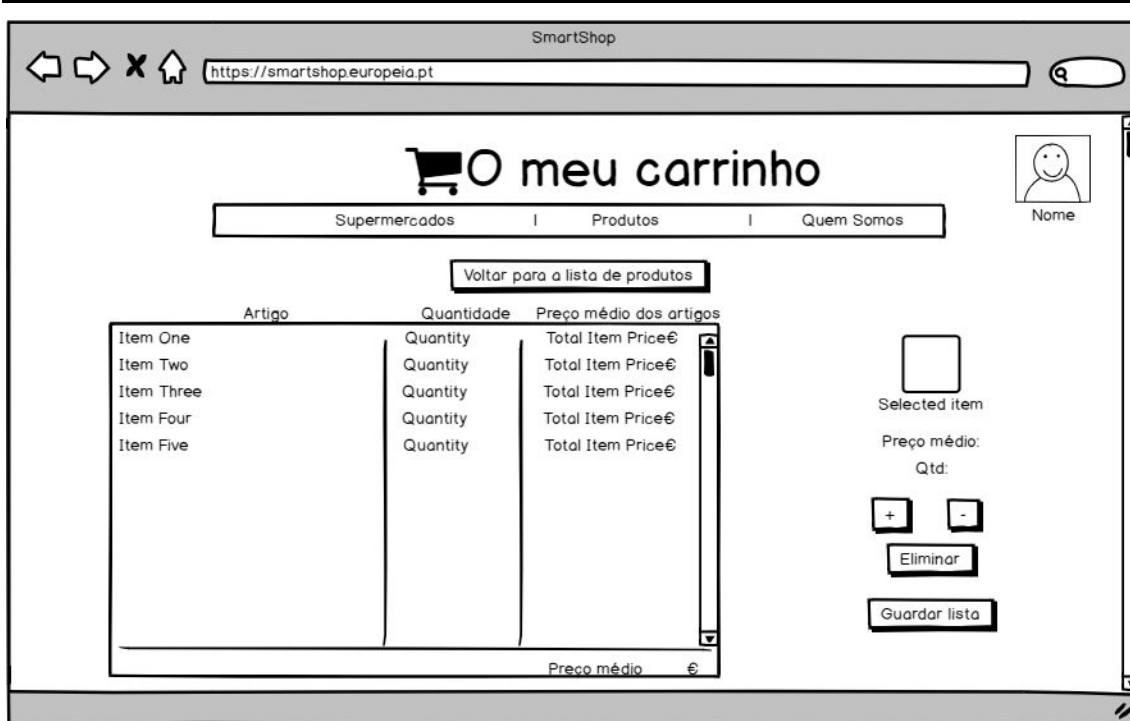 SmartShop
https://smartshop.europeia.pt
O meu carrinho
Nome
Supermercados | Produtos | Quem Somos
Voltar para a lista de produtos
Artigo Quantidade Preço médio dos artigos
Item One Quantity Total Item Price€
Item Two Quantity Total Item Price€
Item Three Quantity Total Item Price€
Item Four Quantity Total Item Price€
Item Five Quantity Total Item Price€
Preço médio €
Selected item
Preço médio:
Qtd:
+ -
Eliminar
Guardar lista